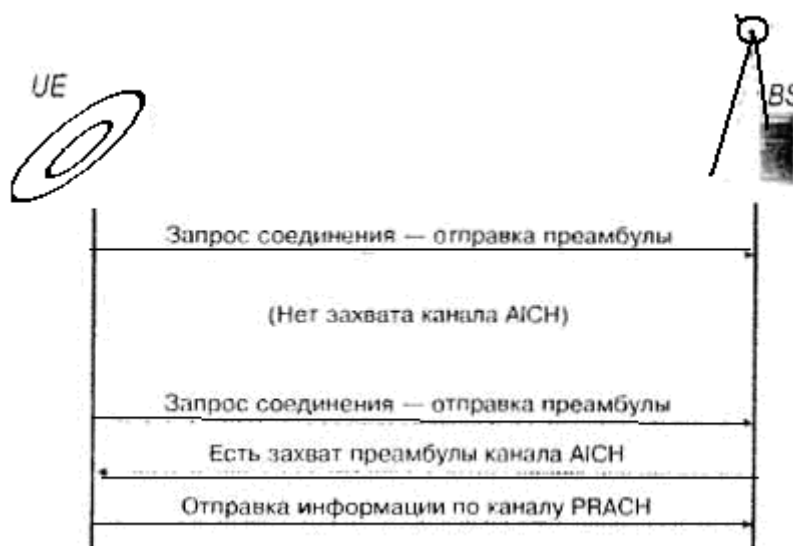 UE
BS
Запрос соединения — отправка преамбулы
(Нет захвата канала AICH)
Запрос соединения — отправка преамбулы
Есть захват преамбулы канала AICH
Отправка информации по каналу PRACH